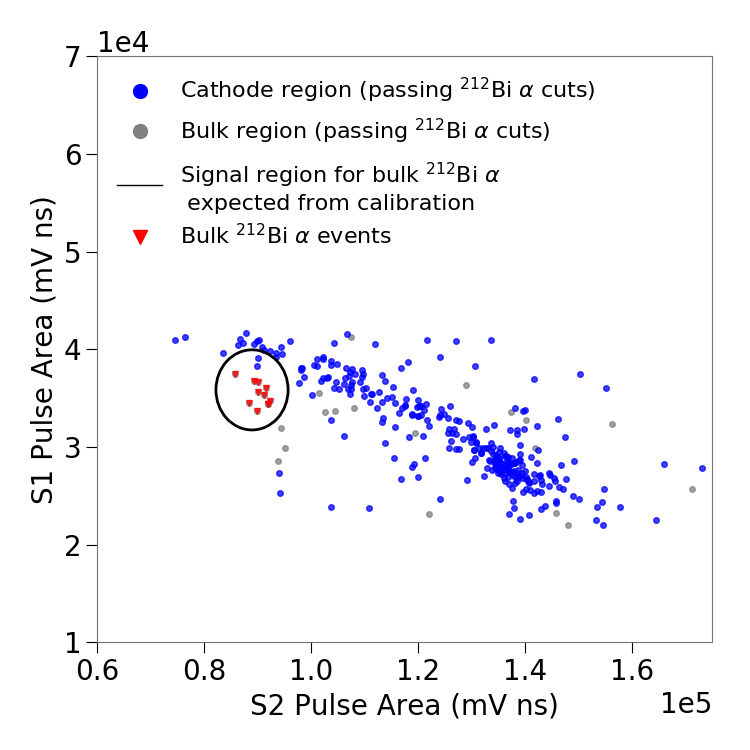 1e4
7
Cathode region (passing ²¹²Bi α cuts)
Bulk region (passing ²¹²Bi α cuts)
6
Signal region for bulk ²¹²Bi α
expected from calibration
Bulk ²¹²Bi α events
5
4
3
2
1
S1 Pulse Area (mV ns)
0.6 0.8 1.0 1.2 1.4 1.6
S2 Pulse Area (mV ns)
1e5